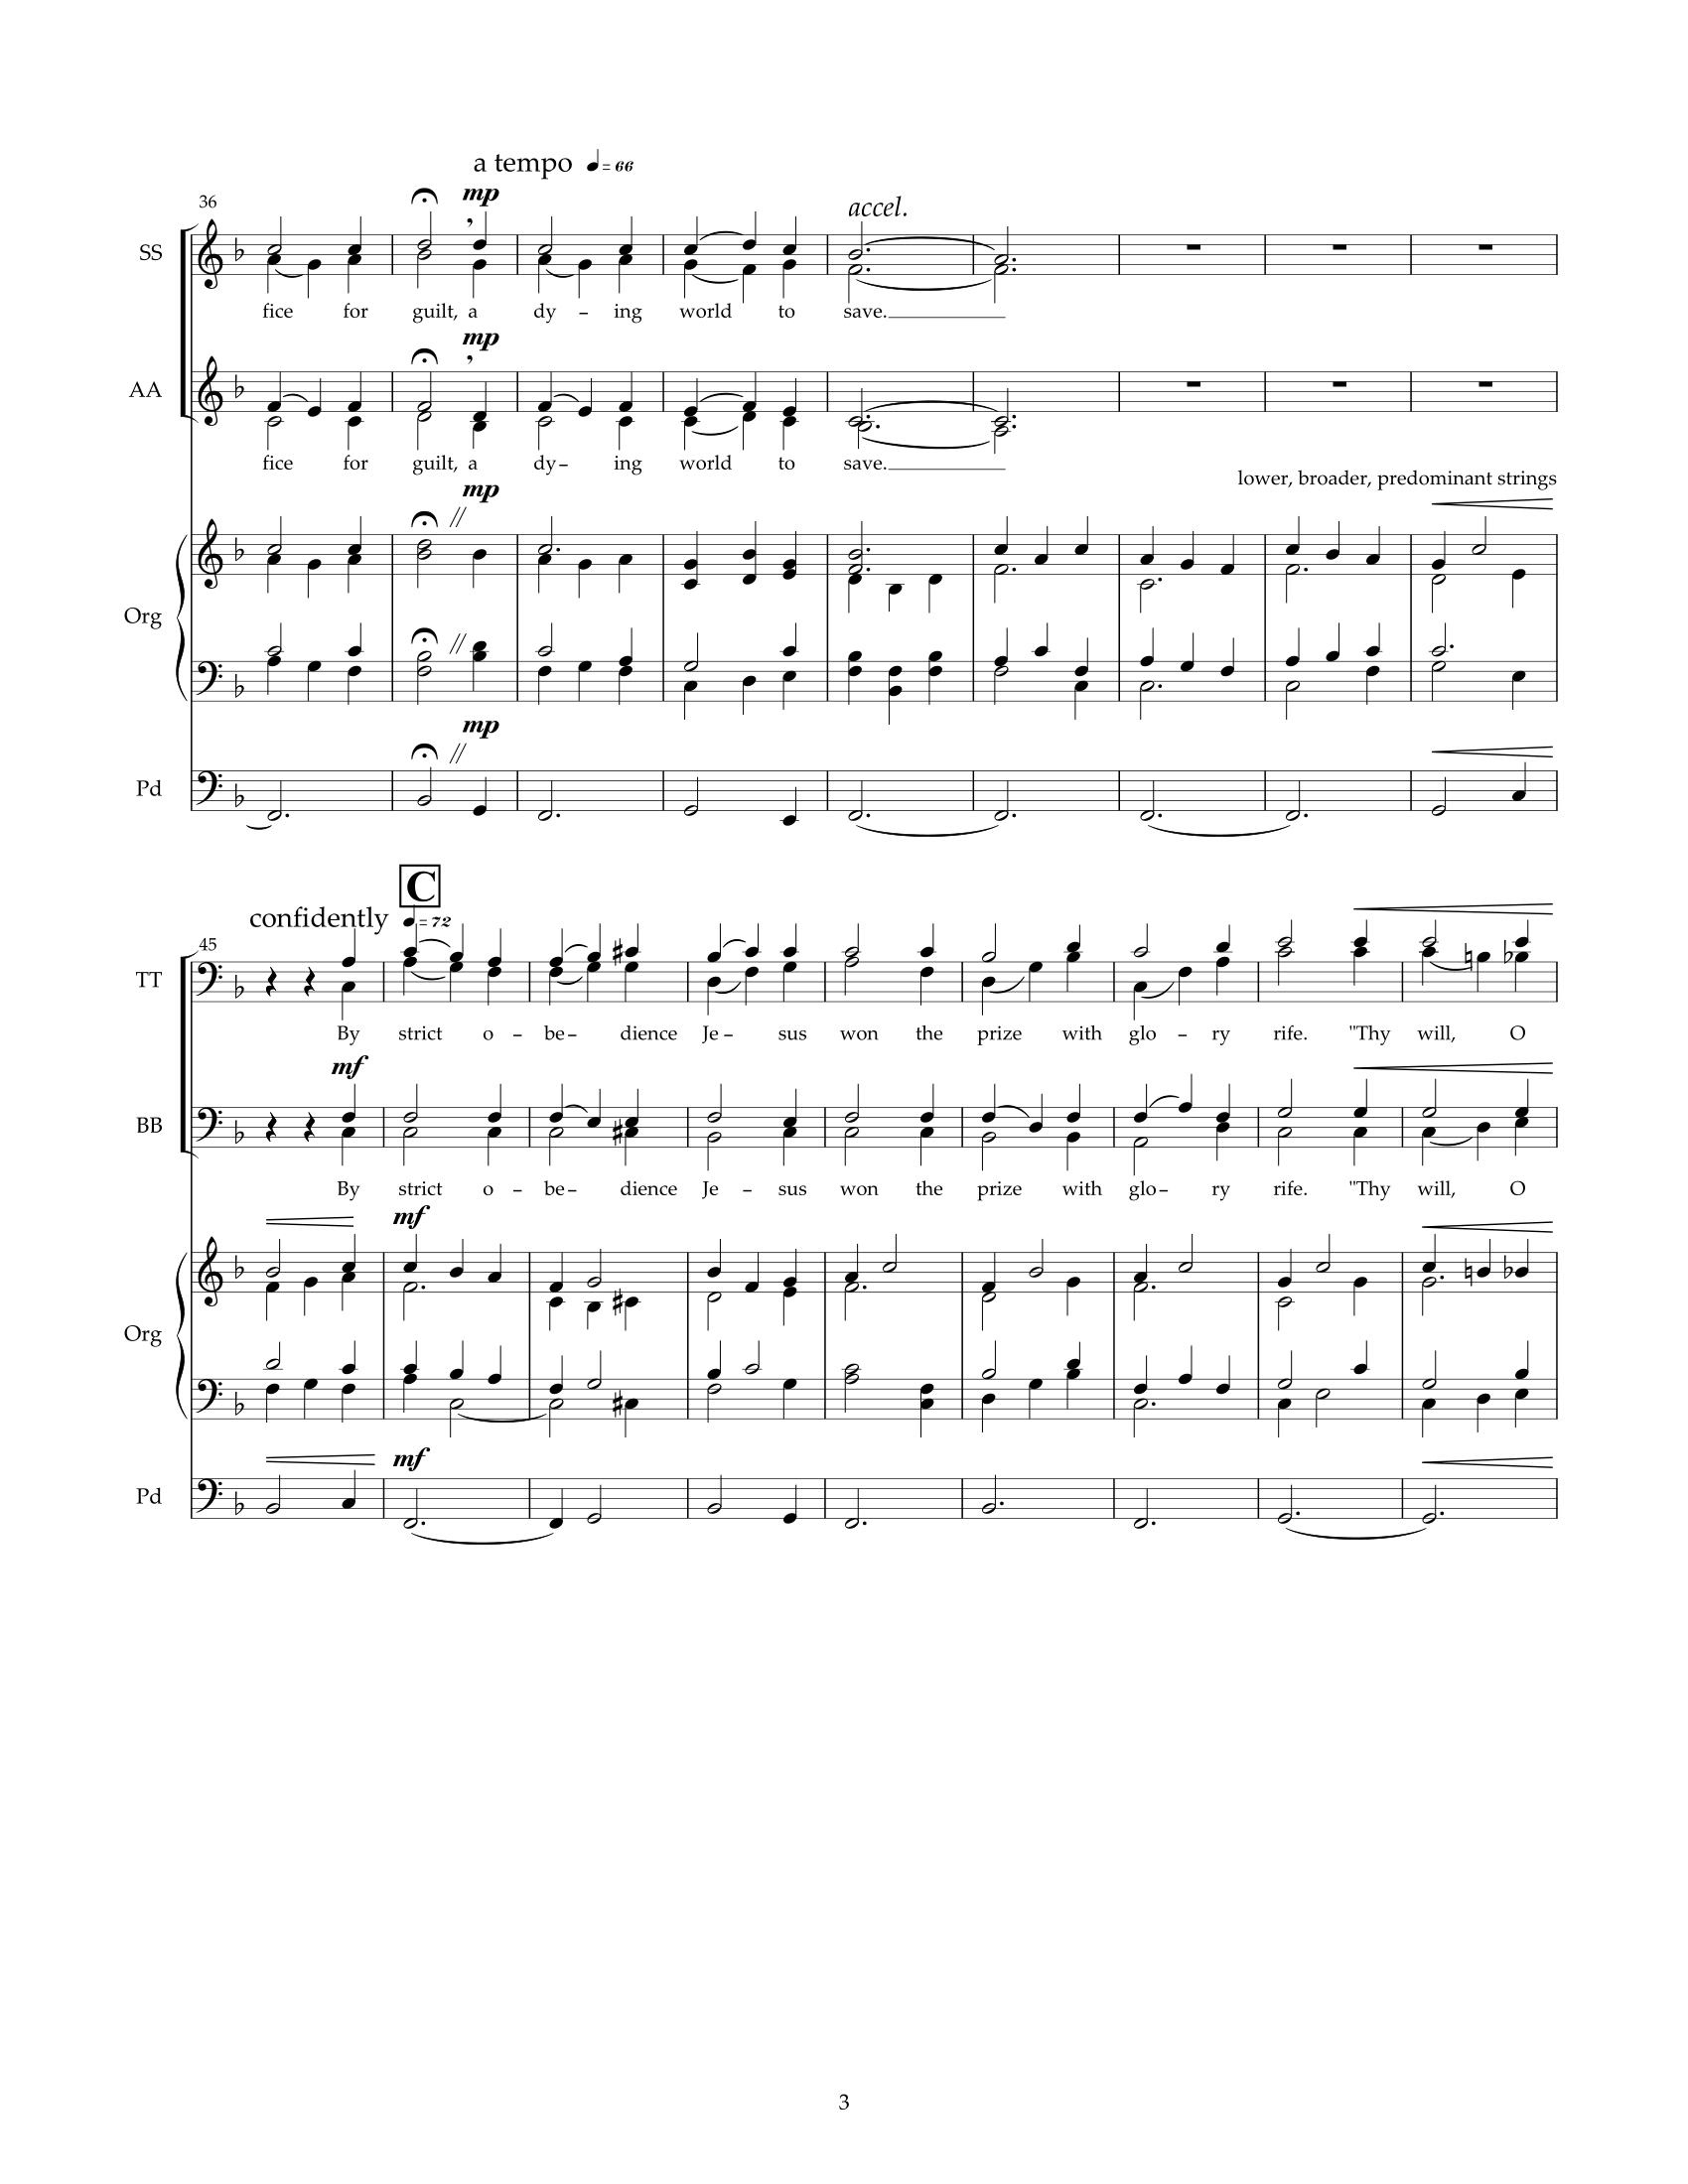 a tempo ♩= 66
mp
36
accel.
SS
fice for guilt, a dy – ing world to save.
mp
AA
fice for guilt, a dy – ing world to save.
lower, broader, predominant strings
mp
Org
mp
Pd
C
confidently ♩= 72
45
TT
By strict o – be – dience Je – sus won the prize with glo – ry rife. "Thy will, O
mf
BB
By strict o – be – dience Je – sus won the prize with glo – ry rife. "Thy will, O
mf
Org
mf
Pd
3